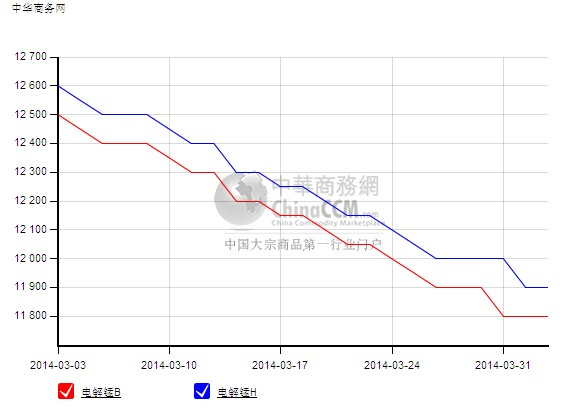 中华商务网
12 700
12 600
12 500
12 400
12 300
12 200
12 100
12 000
11 900
11 800
中華商務網
ChinaCCM.com
China Commodity Marketplace
中国大宗商品第一行业门户
2014-03-03 2014-03-10 2014-03-17 2014-03-24 2014-03-31
电解锰B 电解锰H